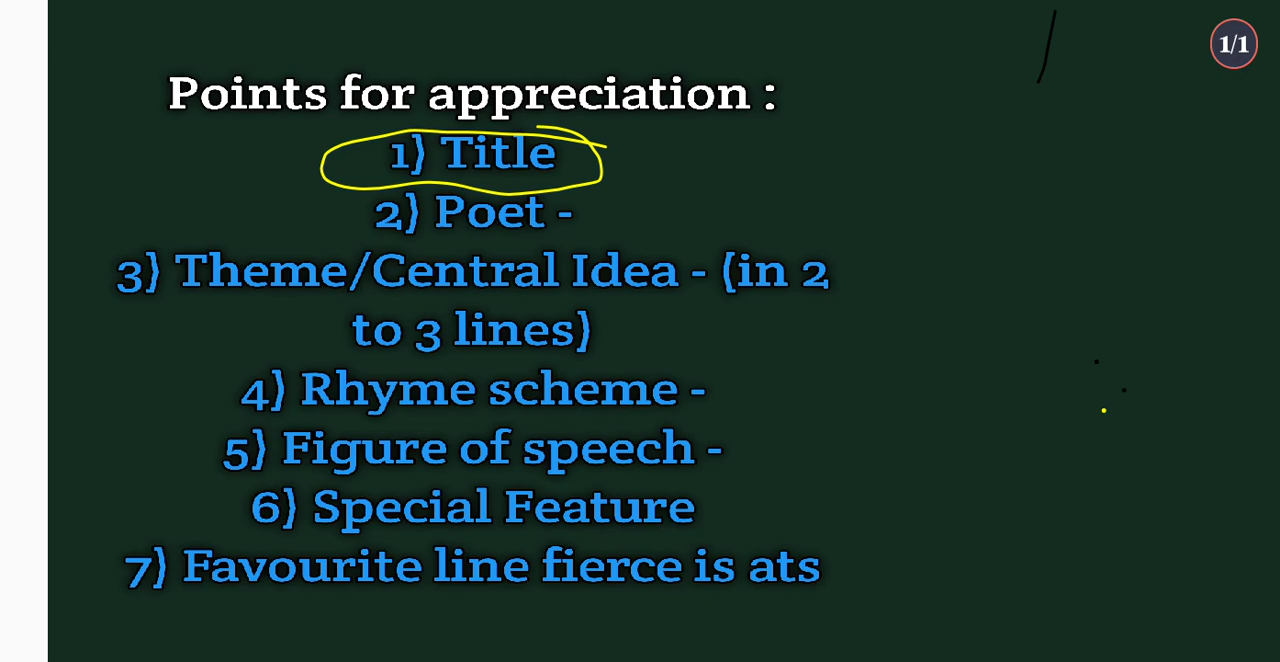 1/1
Points for appreciation :
1) Title
2) Poet -
3) Theme/Central Idea - (in 2
to 3 lines)
4) Rhyme scheme -
5) Figure of speech -
6) Special Feature
7) Favourite line fierce is ats